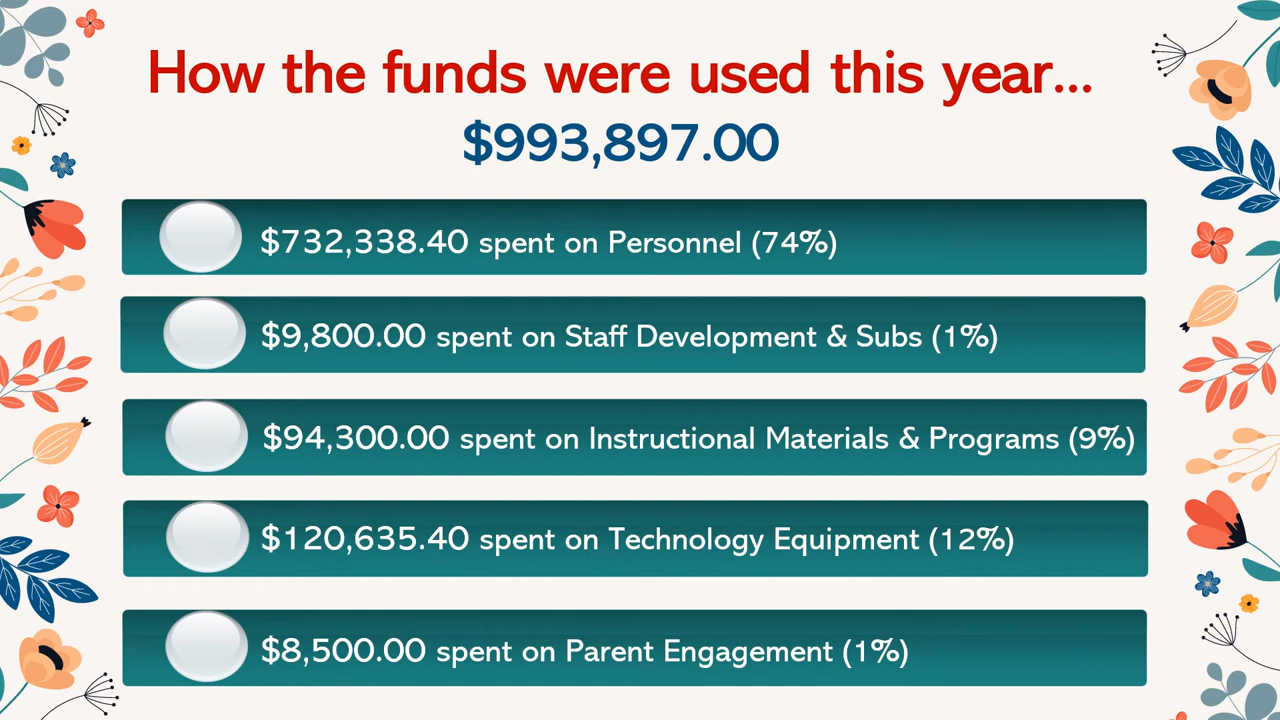 How the funds were used this year...
$993,897.00
$732,338.40 spent on Personnel (74%)
$9,800.00 spent on Staff Development & Subs (1%)
$94,300.00 spent on Instructional Materials & Programs (9%)
$120,635.40 spent on Technology Equipment (12%)
$8,500.00 spent on Parent Engagement (1%)